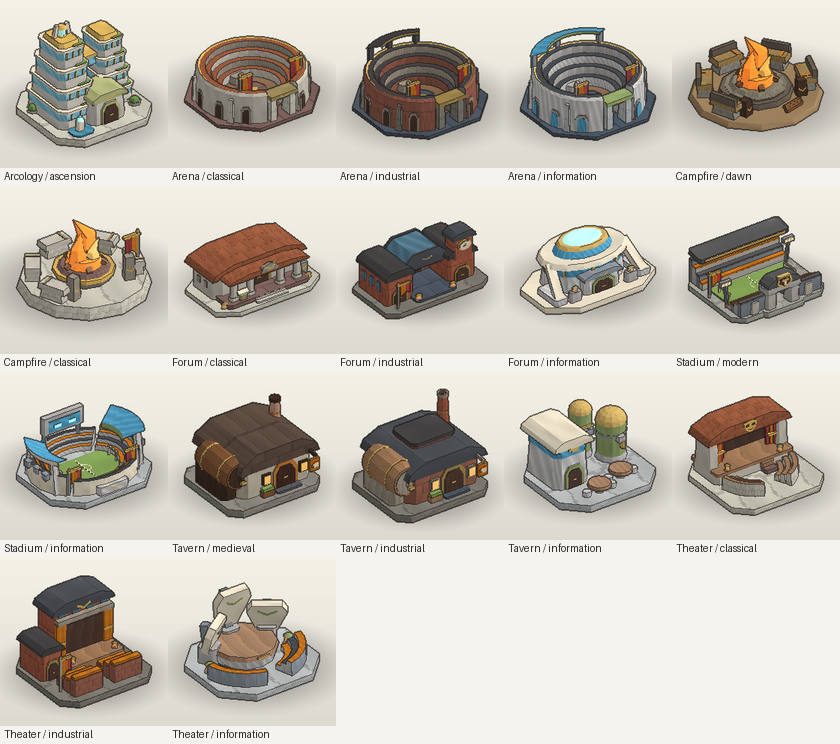 Arcology / ascension
Arena / classical
Arena / industrial
Arena / information
Campfire / dawn
Campfire / classical
Forum / classical
Forum / industrial
Forum / information
Stadium / modern
Stadium / information
Tavern / medieval
Tavern / industrial
Tavern / information
Theater / classical
Theater / industrial
Theater / information